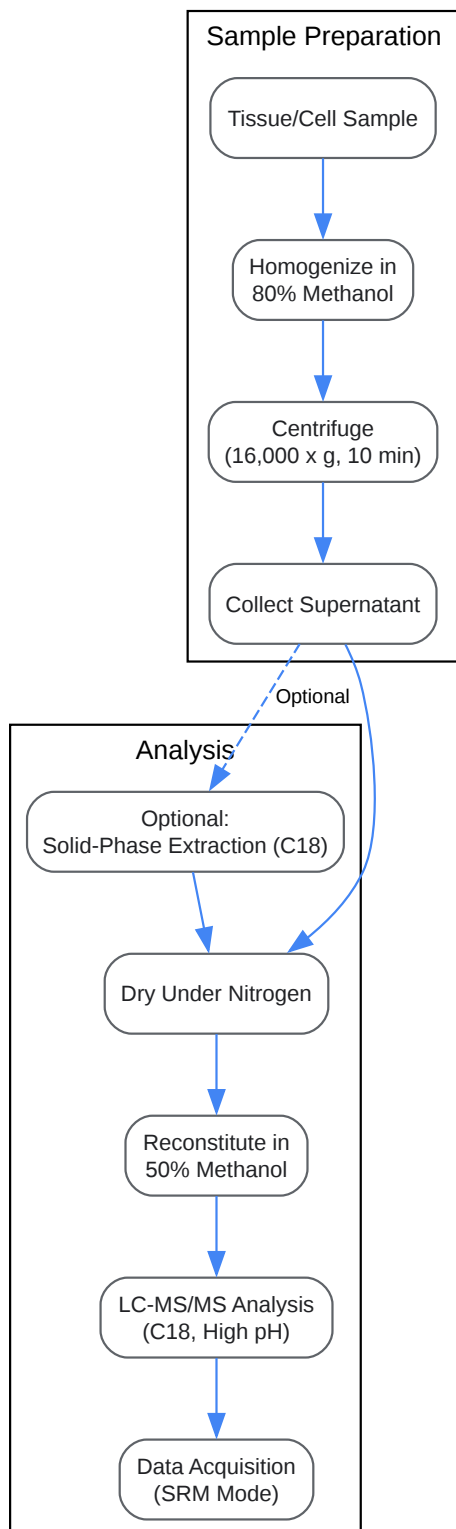 Sample Preparation
Tissue/Cell Sample
Homogenize in
80% Methanol
Centrifuge
(16,000 x g, 10 min)
Collect Supernatant
Optional
Analysis
Optional:
Solid-Phase Extraction (C18)
Dry Under Nitrogen
Reconstitute in
50% Methanol
LC-MS/MS Analysis
(C18, High pH)
Data Acquisition
(SRM Mode)